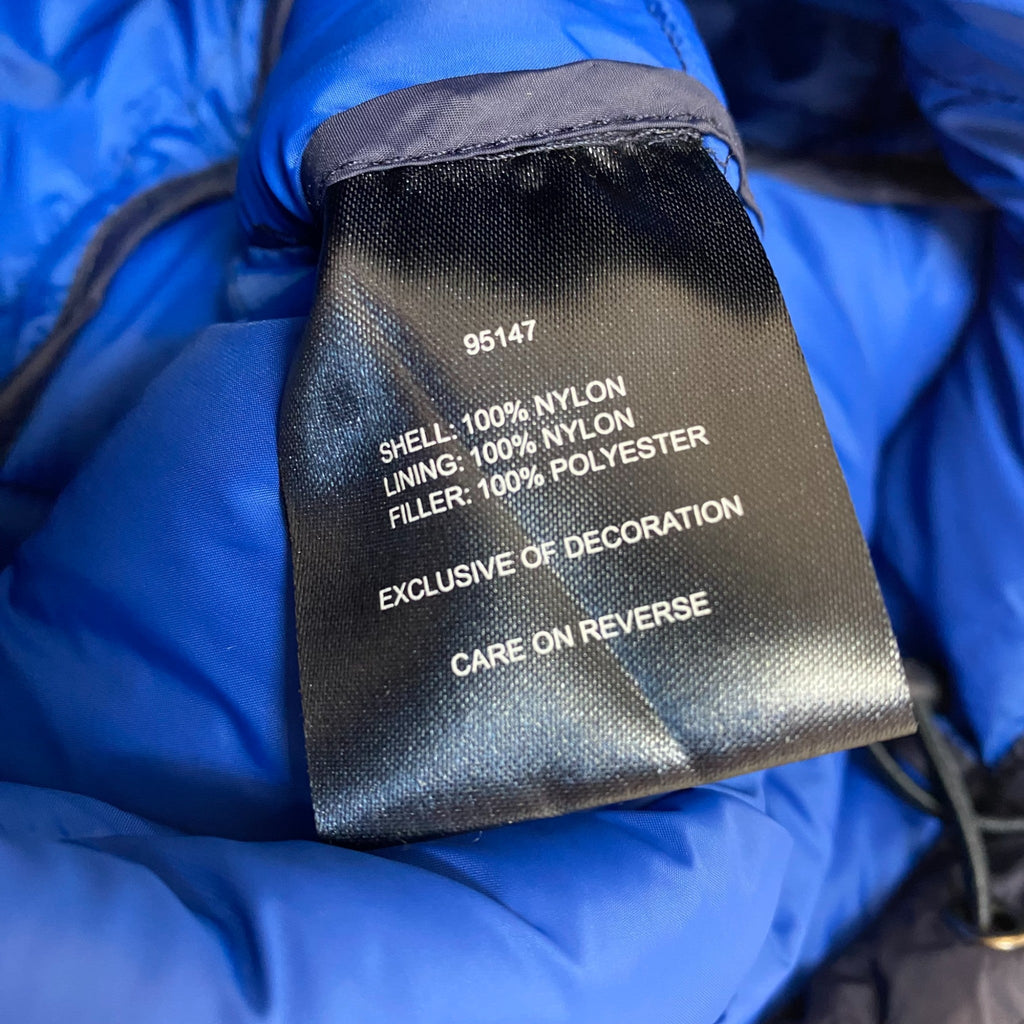 95147
SHELL: 100% NYLON
LINING: 100% NYLON
FILLER: 100% POLYESTER
EXCLUSIVE OF DECORATION
CARE ON REVERSE